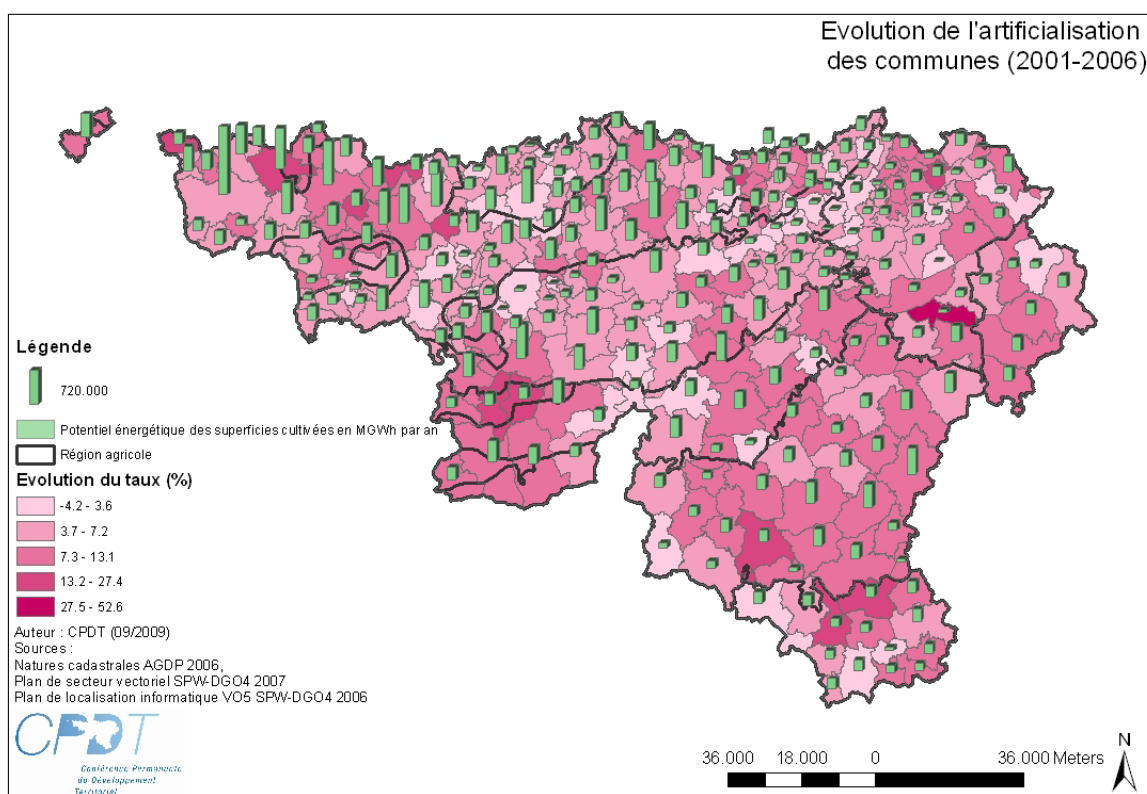 Evolution de l'artificialisation
des communes (2001-2006)
Légende
720.000
Potentiel énergétique des superficies cultivées en MGWh par an
Région agricole
Evolution du taux (%)
-4.2 - 3.6
3.7 - 7.2
7.3 - 13.1
13.2 - 27.4
27.5 - 52.6
Auteur : CPDT (09/2009)
Sources :
Natures cadastrales AGDP 2006,
Plan de secteur vectoriel SPW-DGO4 2007
Plan de localisation informatique VO5 SPW-DGO4 2006
CPDT
Conférence Permanente
du Développement
Territorial
N
36.000 18.000 0 36.000 Meters